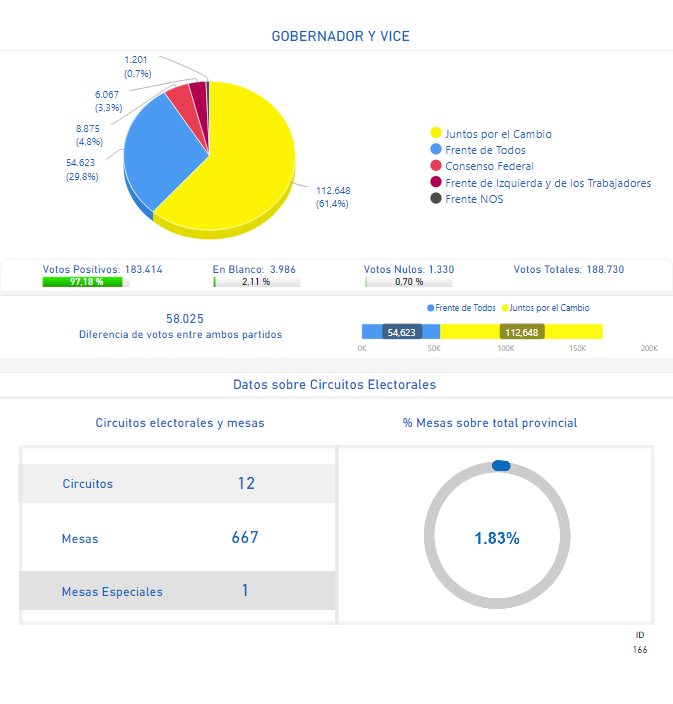 GOBERNADOR Y VICE
1.201
(0,7%)
6.067
(3,3%)
8.875
(4,8%)
54.623
(29,8%)
112.648
(61,4%)
Juntos por el Cambio
Frente de Todos
Consenso Federal
Frente de Izquierda y de los Trabajadores
Frente NOS
Votos Positivos: 183.414
97,18 %
En Blanco: 3.986
2,11 %
Votos Nulos: 1.330
0,70 %
Votos Totales: 188.730
58.025
Diferencia de votos entre ambos partidos
Frente de Todos Juntos por el Cambio
54,623 112,648
0K 50K 100K 150K 200K
Datos sobre Circuitos Electorales
Circuitos electorales y mesas
Circuitos 12
Mesas 667
Mesas Especiales 1
% Mesas sobre total provincial
1.83%
ID
166